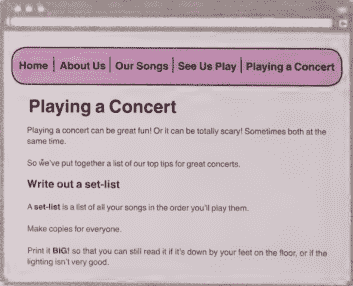 Home | About Us | Our Songs | See Us Play | Playing a Concert
Playing a Concert
Playing a concert can be great fun! Or it can be totally scary! Sometimes both at the
same time.
So we've put together a list of our top tips for great concerts.
Write out a set-list
A set-list is a list of all your songs in the order you'll play them.
Make copies for everyone.
Print it BIG! so that you can still read it if it's down by your feet on the floor, or if the
lighting isn't very good.